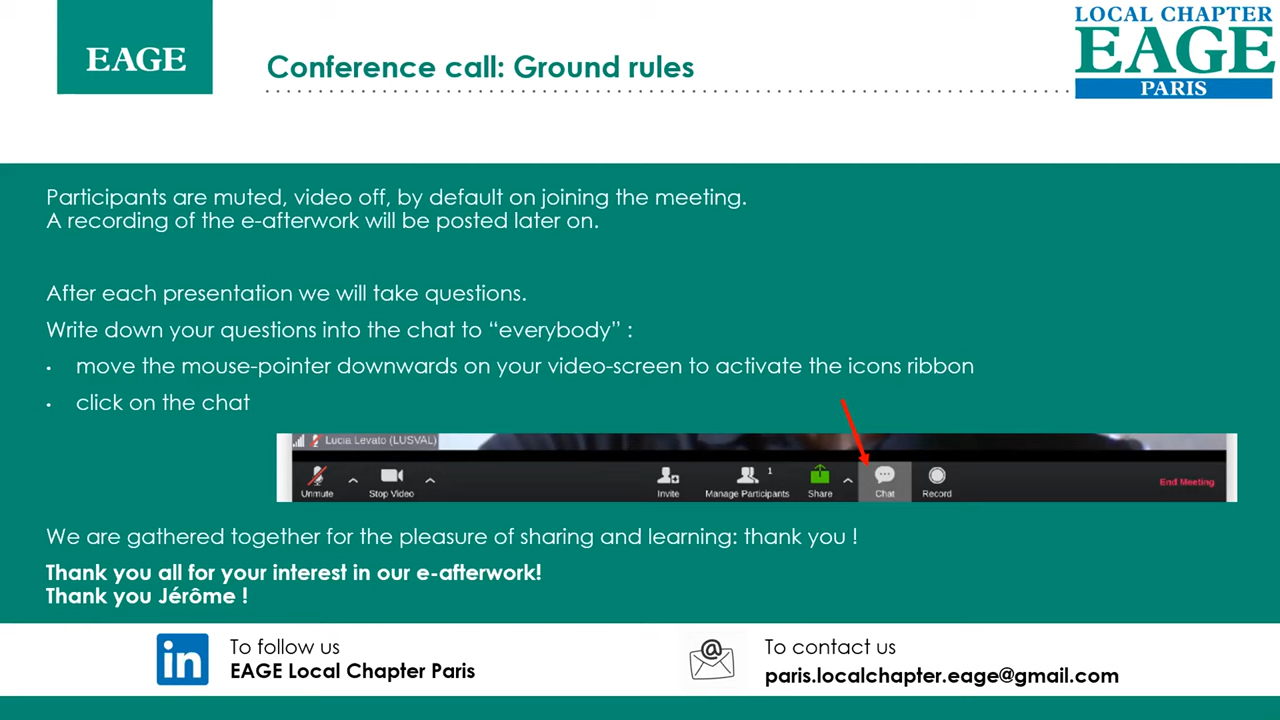 EAGE
Conference call: Ground rules
LOCAL CHAPTER
EAGE
PARIS
Participants are muted, video off, by default on joining the meeting.
A recording of the e-afterwork will be posted later on.
After each presentation we will take questions.
Write down your questions into the chat to “everybody” :
• move the mouse-pointer downwards on your video-screen to activate the icons ribbon
• click on the chat
Lucia Levato (LUSVAL)
Unmute
Stop Video
Invite
1
Manage Participants
Share
Chat
Record
End Meeting
We are gathered together for the pleasure of sharing and learning: thank you !
Thank you all for your interest in our e-afterwork!
Thank you Jérôme !
in
To follow us
EAGE Local Chapter Paris
@
To contact us
paris.localchapter.eage@gmail.com